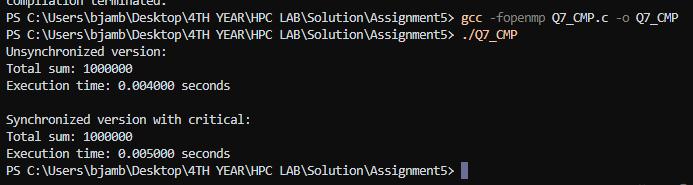 compilation terminated.
PS C:\Users\bjamb\Desktop\4TH YEAR\HPC LAB\Solution\Assignment5> gcc -fopenmp Q7_CMP.c -o Q7_CMP
PS C:\Users\bjamb\Desktop\4TH YEAR\HPC LAB\Solution\Assignment5> ./Q7_CMP
Unsynchronized version:
Total sum: 1000000
Execution time: 0.004000 seconds

Synchronized version with critical:
Total sum: 1000000
Execution time: 0.005000 seconds
PS C:\Users\bjamb\Desktop\4TH YEAR\HPC LAB\Solution\Assignment5>